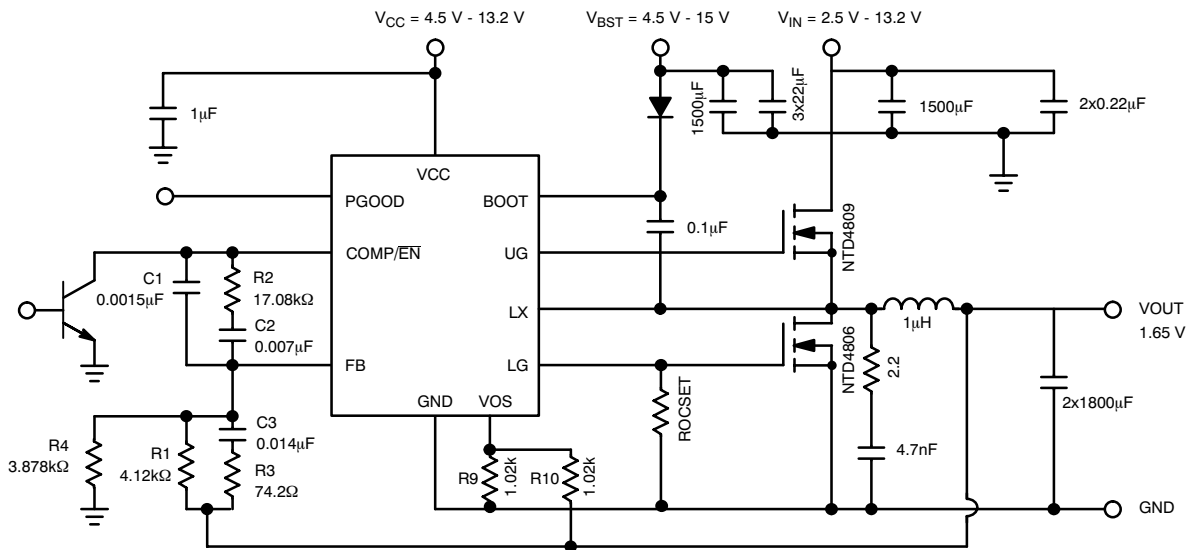 V_CC = 4.5 V - 13.2 V
V_BST = 4.5 V - 15 V
V_IN = 2.5 V - 13.2 V
1μF
1500μF
3x22μF
1500μF
2x0.22μF
VCC
PGOOD
BOOT
COMP/EN
UG
LX
FB
LG
GND
VOS
0.1μF
NTD4809
NTD4806
C1
0.0015μF
R2
17.08kΩ
C2
0.007μF
1μH
VOUT
1.65 V
2.2
ROCSET
2x1800μF
4.7nF
R4
3.878kΩ
R1
4.12kΩ
C3
0.014μF
R3
74.2Ω
R9
1.02k
R10
1.02k
GND